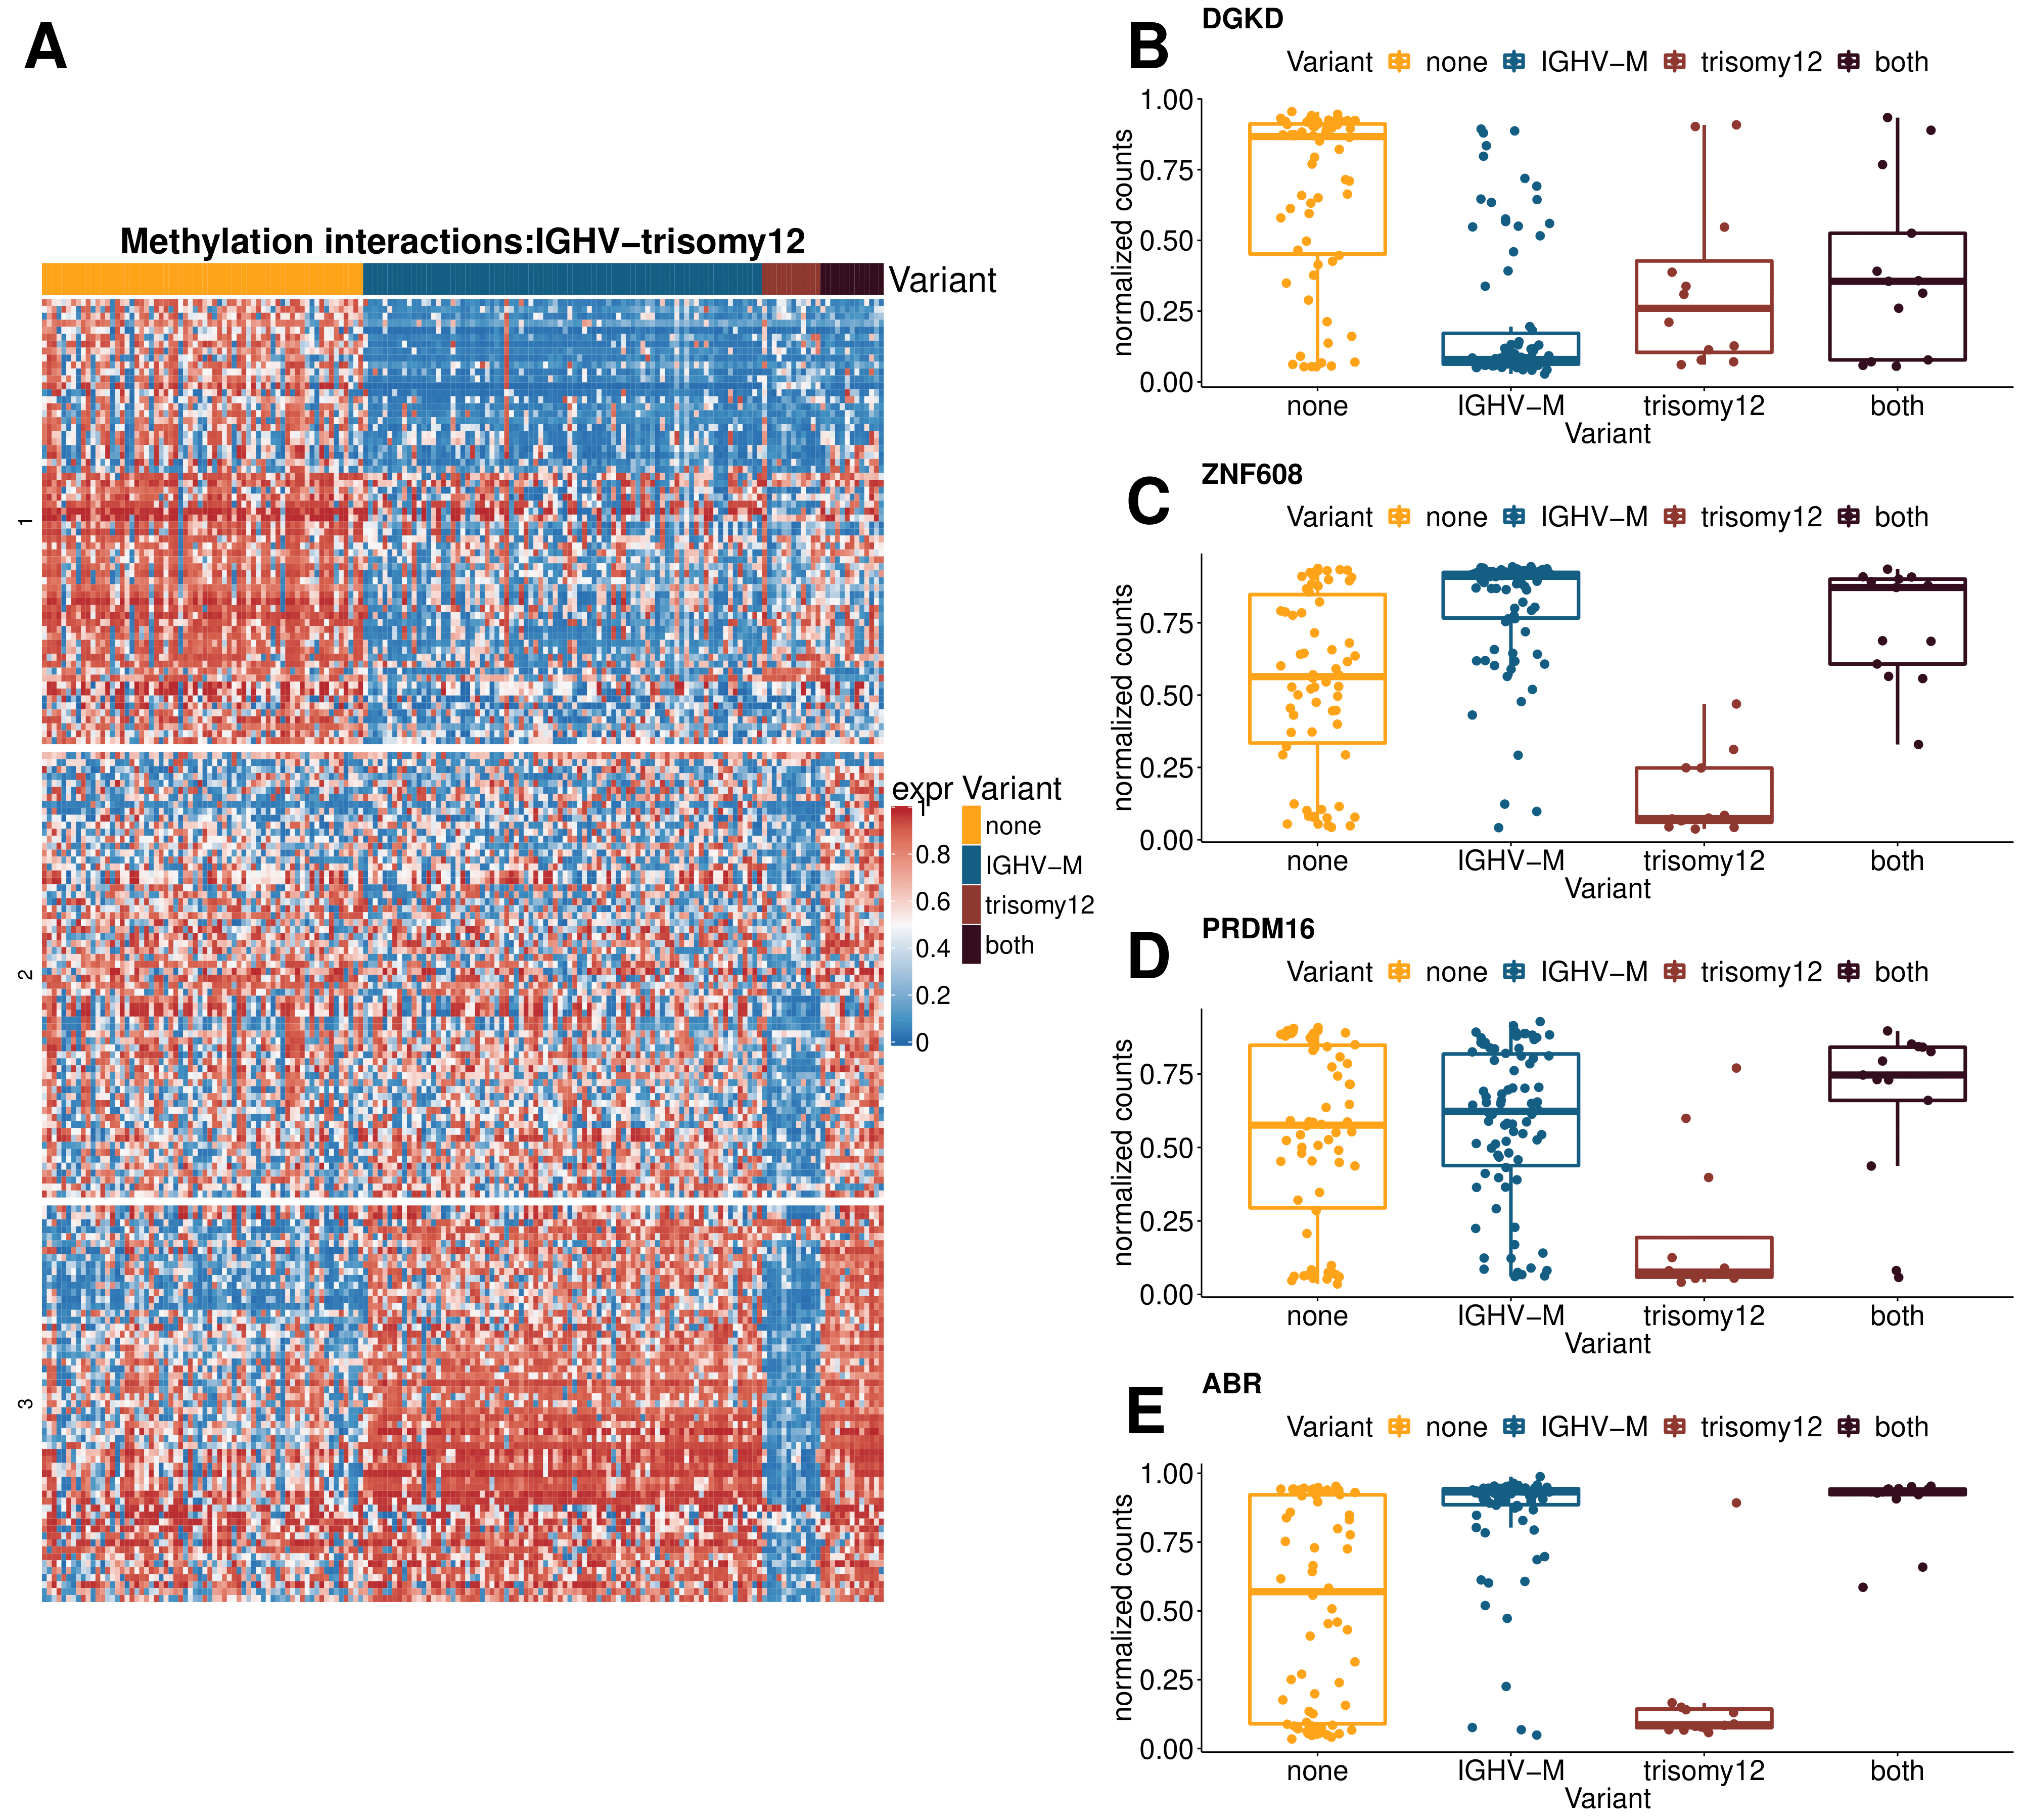 A
Methylation interactions:IGHV−trisomy12
Variant
1
2
3
expr
1
0.8
0.6
0.4
0.2
0
Variant
none
IGHV−M
trisomy12
both
B
DGKD
Variant none IGHV−M trisomy12 both
normalized counts
1.00
0.75
0.50
0.25
0.00
none IGHV−M trisomy12 both
Variant
C
ZNF608
Variant none IGHV−M trisomy12 both
normalized counts
0.75
0.50
0.25
0.00
none IGHV−M trisomy12 both
Variant
D
PRDM16
Variant none IGHV−M trisomy12 both
normalized counts
0.75
0.50
0.25
0.00
none IGHV−M trisomy12 both
Variant
E
ABR
Variant none IGHV−M trisomy12 both
normalized counts
1.00
0.75
0.50
0.25
0.00
none IGHV−M trisomy12 both
Variant